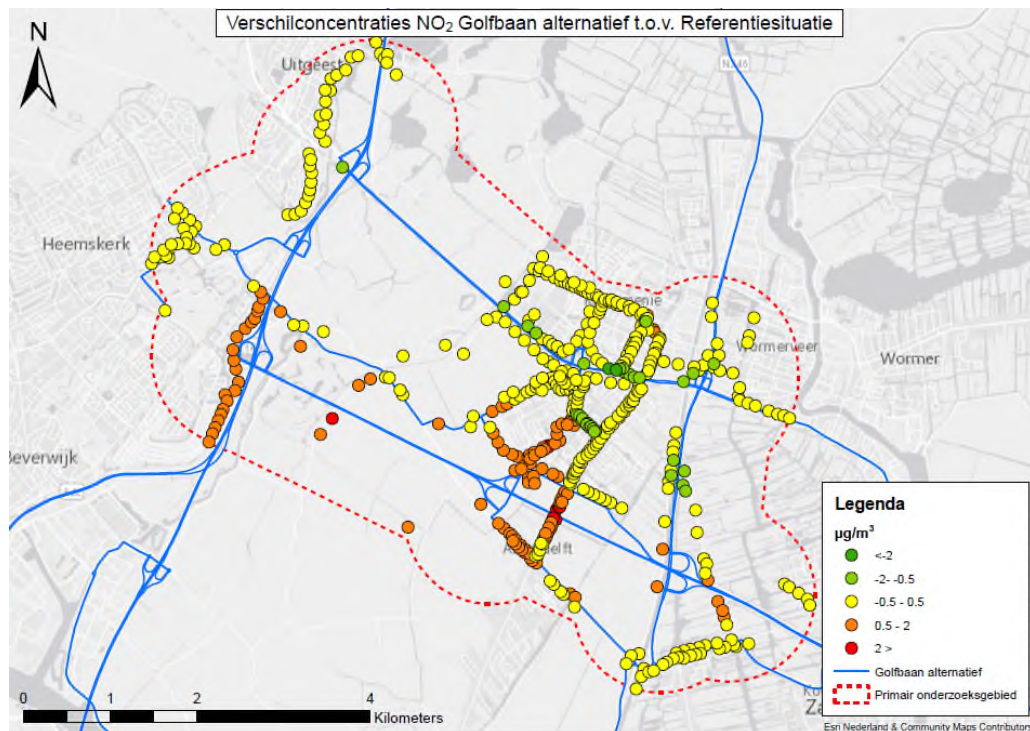 Verschilconcentraties NO₂ Golfbaan alternatief t.o.v. Referentiesituatie
N
Uitgeest
Heemskerk
Wormerveer
Wormer
Beverwijk
Legenda
µg/m³
<-2
-2- -0.5
-0.5 - 0.5
0.5 - 2
2 >
Golfbaan alternatief
Primair onderzoeksgebied
0 1 2 4
Kilometers
Esri Nederland & Community Maps Contributors